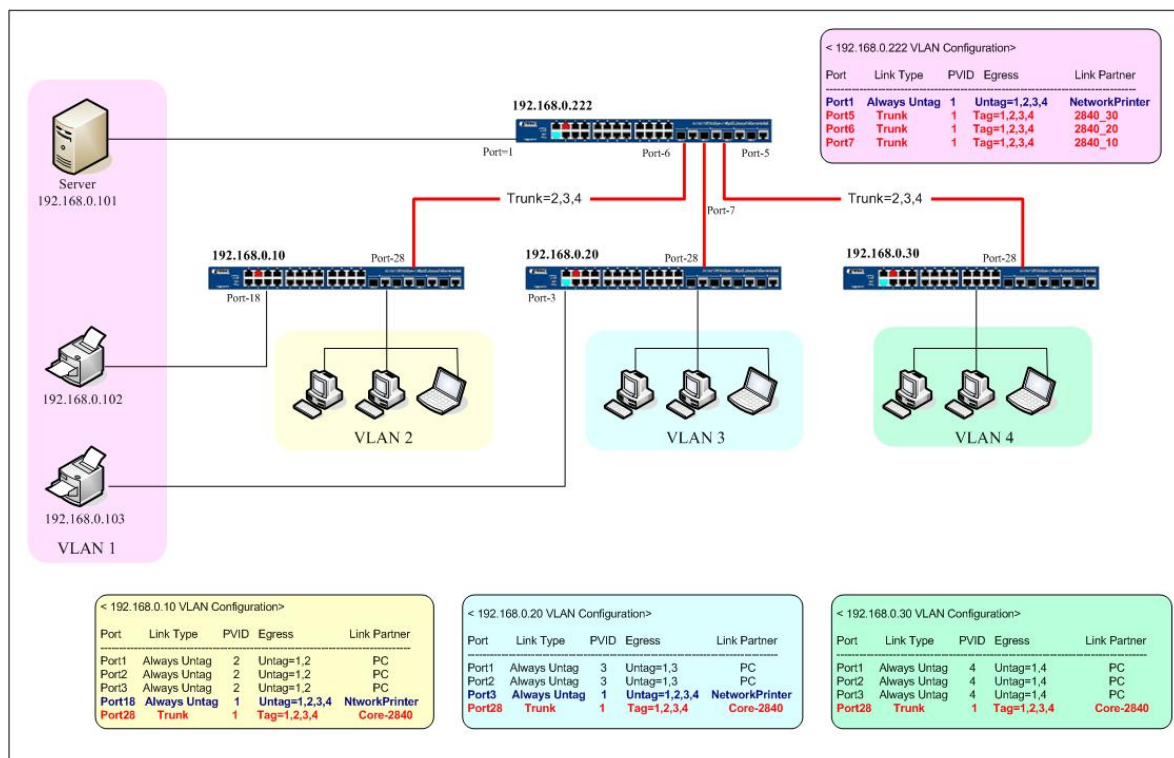 < 192.168.0.222 VLAN Configuration>
Port Link Type PVID Egress Link Partner
Port1 Always Untag 1 Untag=1,2,3,4 NetworkPrinter
Port5 Trunk 1 Tag=1,2,3,4 2840_30
Port6 Trunk 1 Tag=1,2,3,4 2840_20
Port7 Trunk 1 Tag=1,2,3,4 2840_10
192.168.0.222
Port=1
Port-6
Port-5
Server
192.168.0.101
Trunk=2,3,4
Trunk=2,3,4
Port-7
192.168.0.10
Port-28
192.168.0.20
Port-28
192.168.0.30
Port-28
Port-18
Port-3
192.168.0.102
VLAN 2
VLAN 3
VLAN 4
192.168.0.103
VLAN 1
< 192.168.0.10 VLAN Configuration>
Port Link Type PVID Egress Link Partner
Port1 Always Untag 2 Untag=1,2 PC
Port2 Always Untag 2 Untag=1,2 PC
Port3 Always Untag 2 Untag=1,2 PC
Port18 Always Untag 1 Untag=1,2,3,4 NtworkPrinter
Port28 Trunk 1 Tag=1,2,3,4 Core-2840
< 192.168.0.20 VLAN Configuration>
Port Link Type PVID Egress Link Partner
Port1 Always Untag 3 Untag=1,3 PC
Port2 Always Untag 3 Untag=1,3 PC
Port3 Always Untag 1 Untag=1,2,3,4 NetworkPrinter
Port28 Trunk 1 Tag=1,2,3,4 Core-2840
< 192.168.0.30 VLAN Configuration>
Port Link Type PVID Egress Link Partner
Port1 Always Untag 4 Untag=1,4 PC
Port2 Always Untag 4 Untag=1,4 PC
Port3 Always Untag 4 Untag=1,4 PC
Port28 Trunk 1 Tag=1,2,3,4 Core-2840